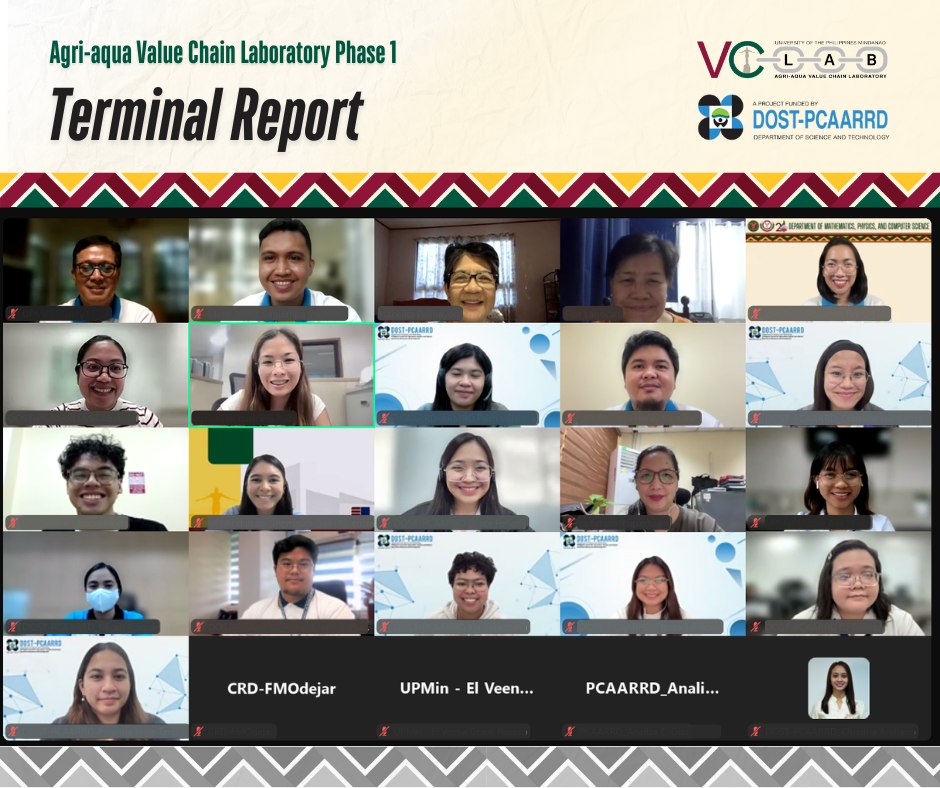 Agri-aqua Value Chain Laboratory Phase 1
Terminal Report
UNIVERSITY OF THE PHILIPPINES MINDANAO
VC LAB
AGRI-AQUA VALUE CHAIN LABORATORY
A PROJECT FUNDED BY
DOST-PCAARRD
DEPARTMENT OF SCIENCE AND TECHNOLOGY
DEPARTMENT OF MATHEMATICS, PHYSICS, AND COMPUTER SCIENCE
DOST-PCAARRD
DOST-PCAARRD
DOST-PCAARRD
DOST-PCAARRD
DOST-PCAARRD
CRD-FMOdejar
UPMin - El Veen...
PCAARRD_Anali...